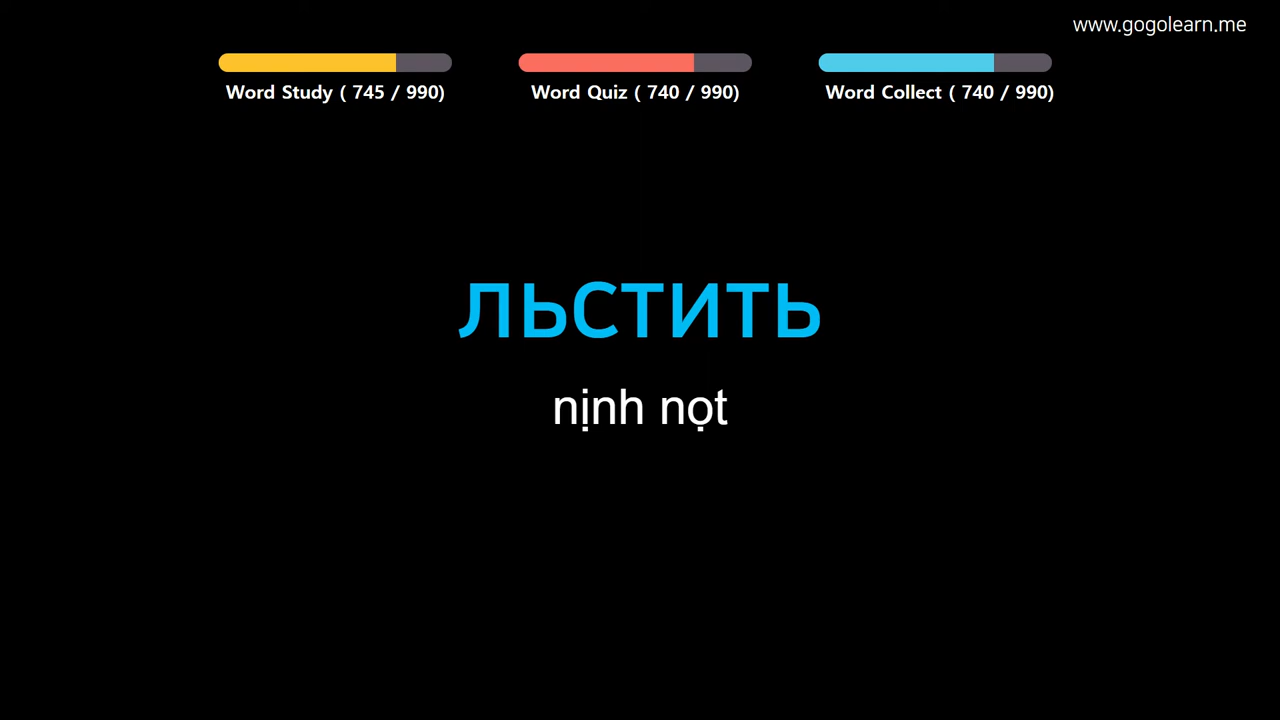 www.gogolearn.me
Word Study ( 745 / 990)
Word Quiz ( 740 / 990)
Word Collect ( 740 / 990)
льстить
nịnh nọt